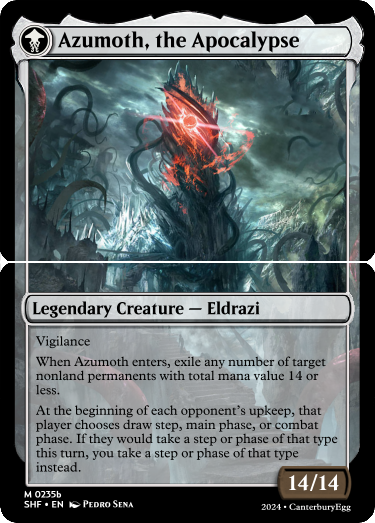 Azumoth, the Apocalypse
Legendary Creature — Eldrazi
Vigilance
When Azumoth enters, exile any number of target
nonland permanents with total mana value 14 or
less.
At the beginning of each opponent's upkeep, that
player chooses draw step, main phase, or combat
phase. If they would take a step or phase of that type
this turn, you take a step or phase of that type
instead.
14/14
M 0235b
SHF • EN Pedro Sena
2024 • CanterburyEgg